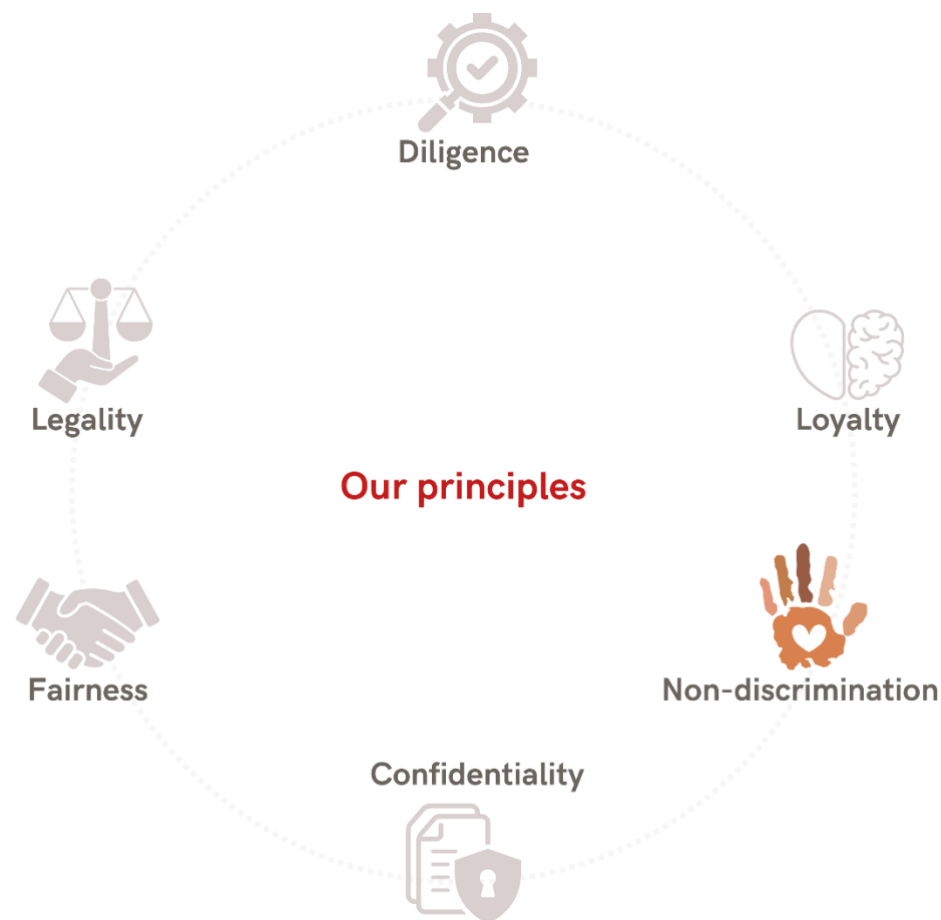 Diligence
Legality
Loyalty
Our principles
Fairness
Non-discrimination
Confidentiality